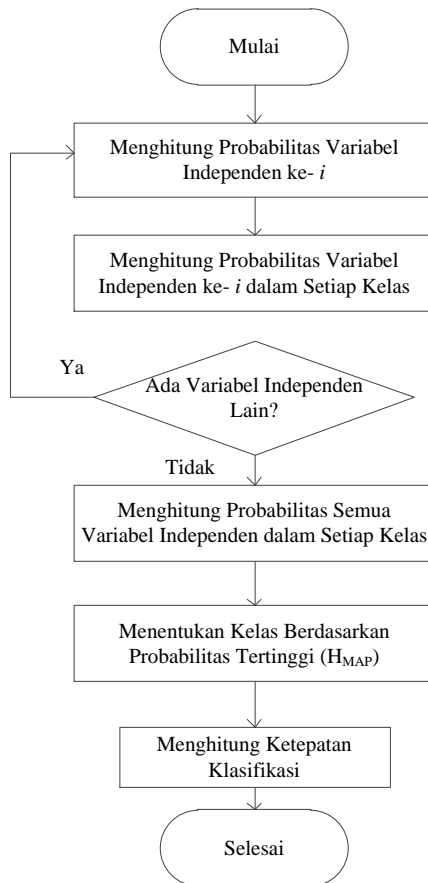 Mulai
Menghitung Probabilitas Variabel
Independen ke- i
Menghitung Probabilitas Variabel
Independen ke- i dalam Setiap Kelas
Ya
Ada Variabel Independen
Lain?
Tidak
Menghitung Probabilitas Semua
Variabel Independen dalam Setiap Kelas
Menentukan Kelas Berdasarkan
Probabilitas Tertinggi (HMAP)
Menghitung Ketepatan
Klasifikasi
Selesai